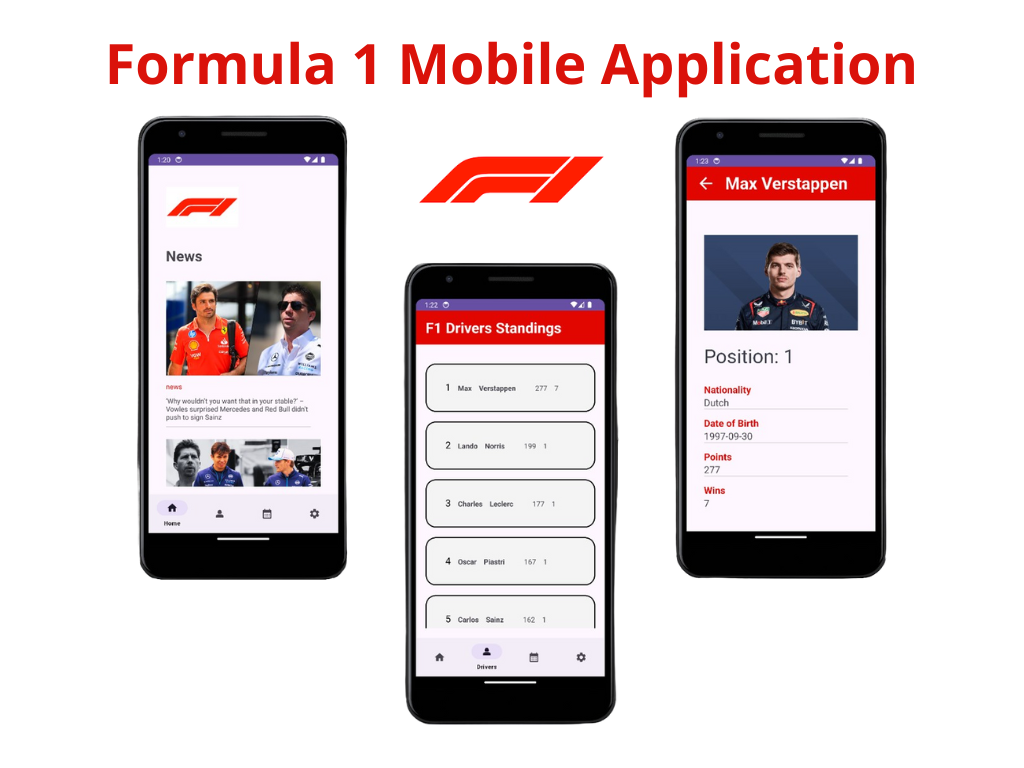 Formula 1 Mobile Application
1:20
F1
News
news
'Why wouldn't you want that in your stable?' –
Vowles surprised Mercedes and Red Bull didn't
push to sign Sainz
Home
F1
1:22
F1 Drivers Standings
1 Max Verstappen 277 7
2 Lando Norris 199 1
3 Charles Leclerc 177 1
4 Oscar Piastri 167 1
5 Carlos Sainz 162 1
Drivers
1:23
Max Verstappen
Mobil
BYBIT
Position: 1
Nationality
Dutch
Date of Birth
1997-09-30
Points
277
Wins
7